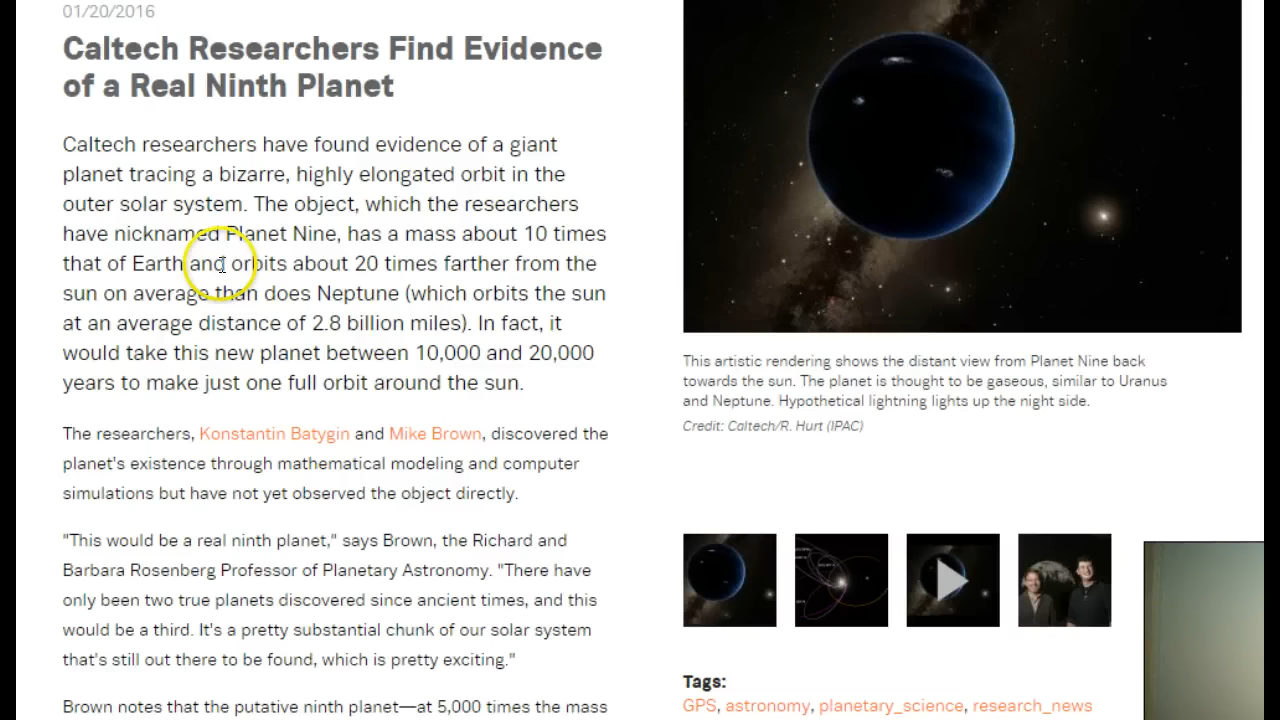 01/20/2016
Caltech Researchers Find Evidence
of a Real Ninth Planet
Caltech researchers have found evidence of a giant
planet tracing a bizarre, highly elongated orbit in the
outer solar system. The object, which the researchers
have nicknamed Planet Nine, has a mass about 10 times
that of Earth and orbits about 20 times farther from the
sun on average than does Neptune (which orbits the sun
at an average distance of 2.8 billion miles). In fact, it
would take this new planet between 10,000 and 20,000
years to make just one full orbit around the sun.
The researchers, Konstantin Batygin and Mike Brown, discovered the
planet's existence through mathematical modeling and computer
simulations but have not yet observed the object directly.
"This would be a real ninth planet," says Brown, the Richard and
Barbara Rosenberg Professor of Planetary Astronomy. "There have
only been two true planets discovered since ancient times, and this
would be a third. It's a pretty substantial chunk of our solar system
that's still out there to be found, which is pretty exciting."
Brown notes that the putative ninth planet—at 5,000 times the mass
This artistic rendering shows the distant view from Planet Nine back
towards the sun. The planet is thought to be gaseous, similar to Uranus
and Neptune. Hypothetical lightning lights up the night side.
Credit: Caltech/R. Hurt (IPAC)
Tags:
GPS, astronomy, planetary_science, research_news